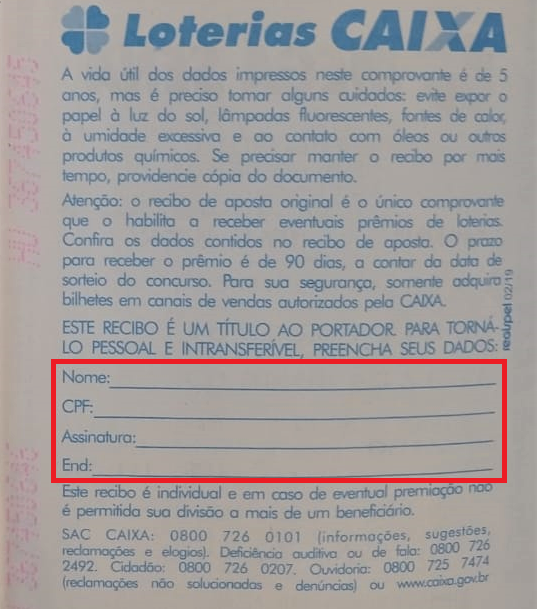 Loterias CAIXA
A vida útil dos dados impressos neste comprovante é de 5
anos, mas é preciso tomar alguns cuidados: evite expor o
papel à luz do sol, lâmpadas fluorescentes, fontes de calor,
à umidade excessiva e ao contato com óleos ou outros
produtos químicos. Se precisar manter o recibo por mais
tempo, providencie cópia do documento.
Atenção: o recibo de aposta original é o único comprovante
que o habilita a receber eventuais prêmios de loterias.
Confira os dados contidos no recibo de aposta. O prazo
para receber o prêmio é de 90 dias, a contar da data de
sorteio do concurso. Para sua segurança, somente adquira
bilhetes em canais de vendas autorizados pela CAIXA.
ESTE RECIBO É UM TÍTULO AO PORTADOR. PARA TORNÁ-
LO PESSOAL E INTRANSFERÍVEL, PREENCHA SEUS DADOS:
Nome:
CPF:
Assinatura:
End:
Este recibo é individual e em caso de eventual premiação não
é permitida sua divisão a mais de um beneficiário.
SAC CAIXA: 0800 726 0101 (informações, sugestões,
reclamações e elogios). Deficiência auditiva ou de fala: 0800 726
2492. Cidadão: 0800 726 0207. Ouvidoria: 0800 725 7474
(reclamações não solucionadas e denúncias) ou www.caixa.gov.br
02/19